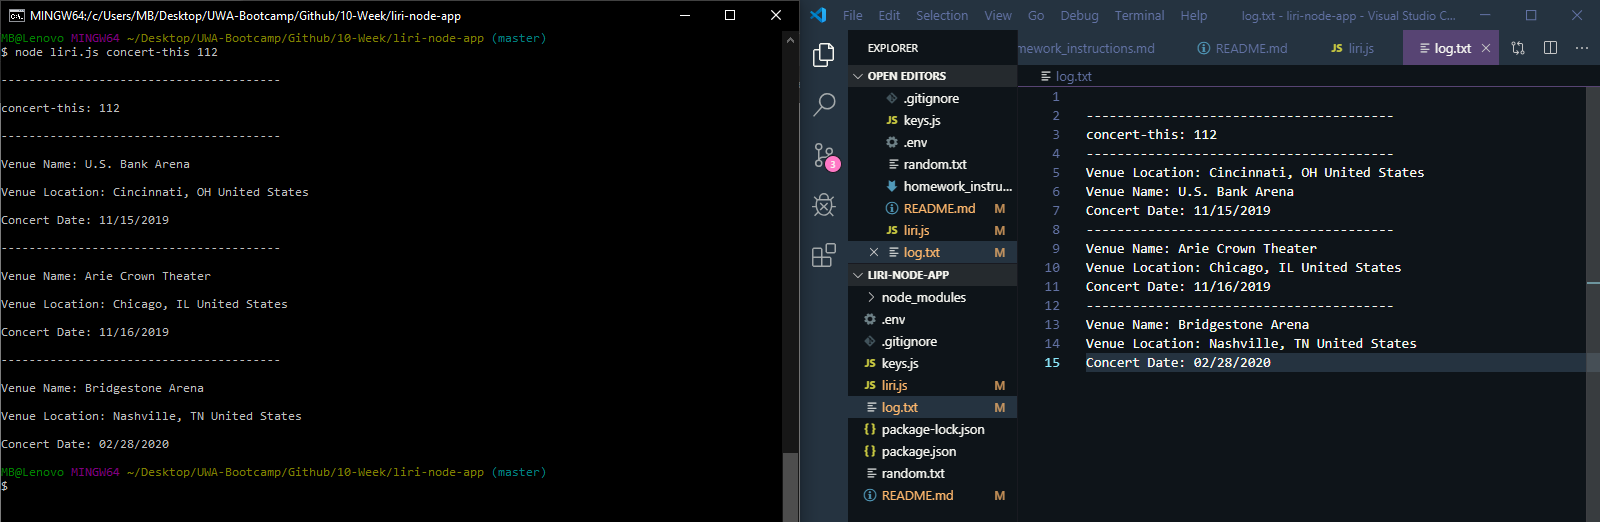 MINGW64:/c/Users/MB/Desktop/UWA-Bootcamp/Github/10-Week/liri-node-app
MB@Lenovo MINGW64 ~/Desktop/UWA-Bootcamp/Github/10-Week/liri-node-app (master)
$ node liri.js concert-this 112
----------------------------------------
concert-this: 112
----------------------------------------
Venue Name: U.S. Bank Arena
Venue Location: Cincinnati, OH United States
Concert Date: 11/15/2019
----------------------------------------
Venue Name: Arie Crown Theater
Venue Location: Chicago, IL United States
Concert Date: 11/16/2019
----------------------------------------
Venue Name: Bridgestone Arena
Venue Location: Nashville, TN United States
Concert Date: 02/28/2020
MB@Lenovo MINGW64 ~/Desktop/UWA-Bootcamp/Github/10-Week/liri-node-app (master)
$
File Edit Selection View Go Debug Terminal Help log.txt - liri-node-app - Visual Studio C...
3
EXPLORER
OPEN EDITORS
.gitignore
JS keys.js
.env
random.txt
homework_instru...
README.md M
JS liri.js M
log.txt M
LIRI-NODE-APP
node_modules
.env
.gitignore
JS keys.js
JS liri.js M
log.txt M
{} package-lock.json
{} package.json
random.txt
README.md M
mework_instructions.md README.md JS liri.js log.txt
log.txt
1
2 ----------------------------------------
3 concert-this: 112
4 ----------------------------------------
5 Venue Location: Cincinnati, OH United States
6 Venue Name: U.S. Bank Arena
7 Concert Date: 11/15/2019
8 ----------------------------------------
9 Venue Name: Arie Crown Theater
10 Venue Location: Chicago, IL United States
11 Concert Date: 11/16/2019
12 ----------------------------------------
13 Venue Name: Bridgestone Arena
14 Venue Location: Nashville, TN United States
15 Concert Date: 02/28/2020